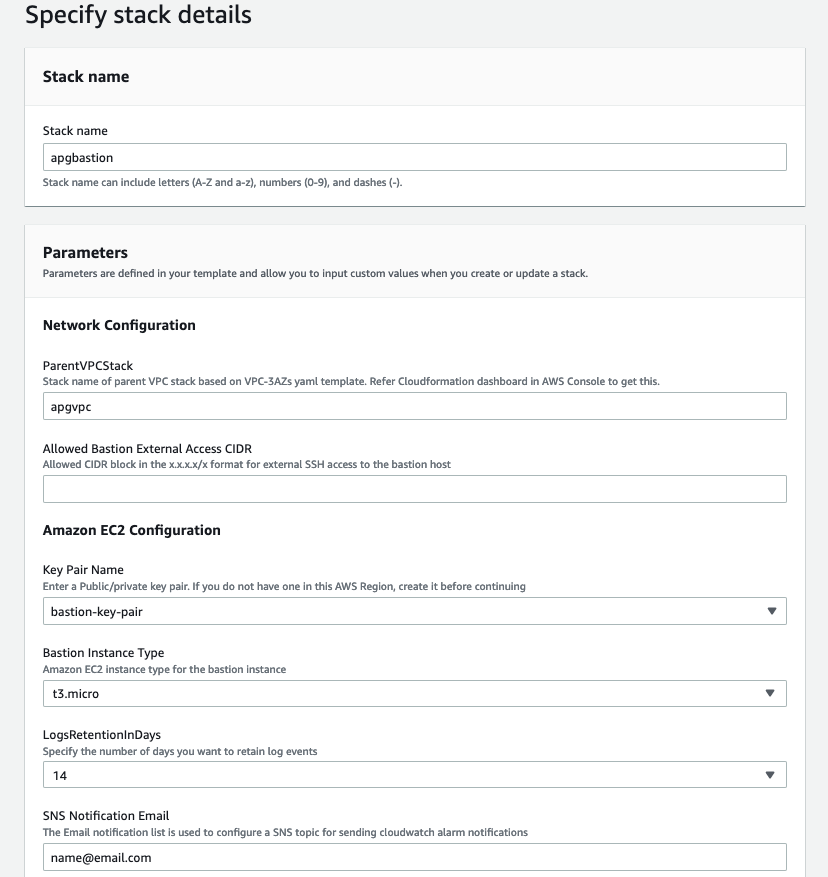 Specify stack details
Stack name
Stack name
apgbastion
Stack name can include letters (A-Z and a-z), numbers (0-9), and dashes (-).
Parameters
Parameters are defined in your template and allow you to input custom values when you create or update a stack.
Network Configuration
ParentVPCStack
Stack name of parent VPC stack based on VPC-3AZs yaml template. Refer Cloudformation dashboard in AWS Console to get this.
apgvpc
Allowed Bastion External Access CIDR
Allowed CIDR block in the x.x.x.x/x format for external SSH access to the bastion host
Amazon EC2 Configuration
Key Pair Name
Enter a Public/private key pair. If you do not have one in this AWS Region, create it before continuing
bastion-key-pair
Bastion Instance Type
Amazon EC2 instance type for the bastion instance
t3.micro
LogsRetentionInDays
Specify the number of days you want to retain log events
14
SNS Notification Email
The Email notification list is used to configure a SNS topic for sending cloudwatch alarm notifications
name@email.com